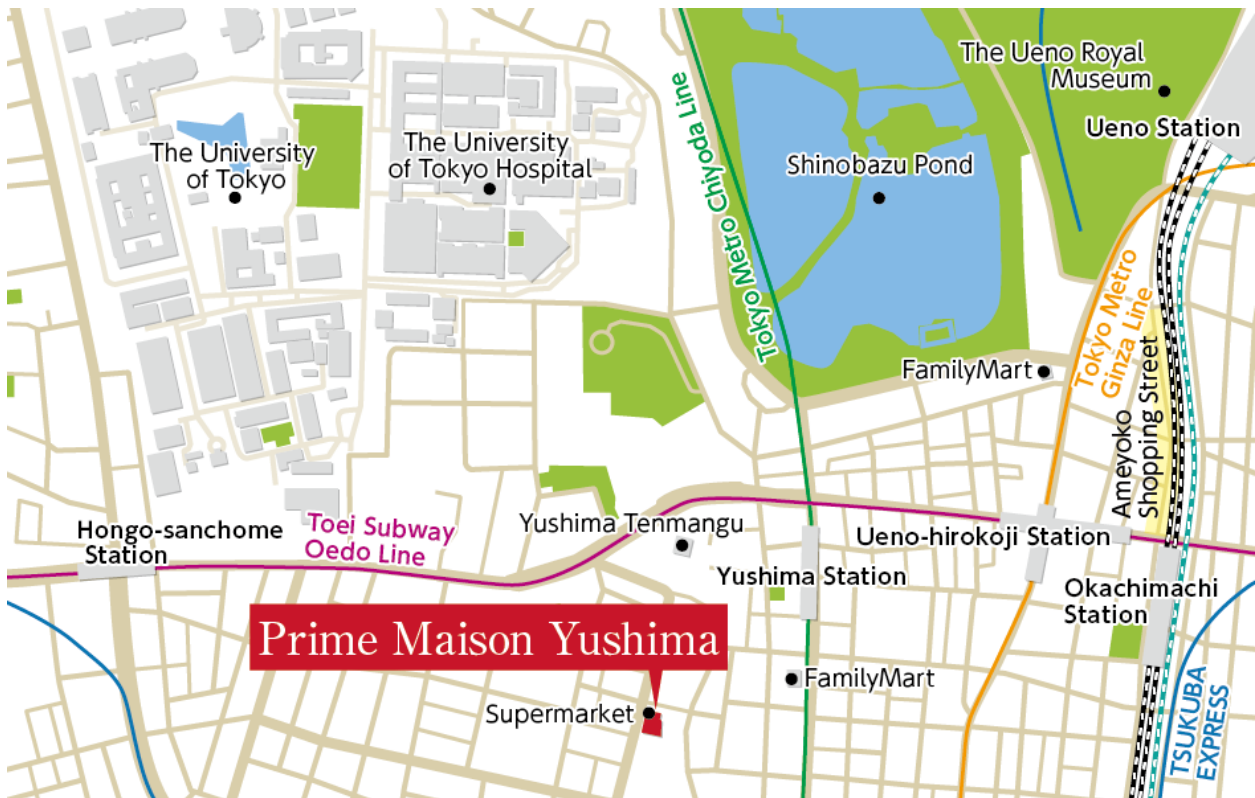 The Ueno Royal
Museum
Ueno Station
The University
of Tokyo
The University
of Tokyo Hospital
Tokyo Metro Chiyoda Line
Shinobazu Pond
Tokyo Metro
Ginza Line
FamilyMart
Ameyoko
Shopping Street
Hongo-sanchome
Station
Toei Subway
Oedo Line
Yushima Tenmangu
Ueno-hirokoji Station
Yushima Station
Okachimachi
Station
Prime Maison Yushima
FamilyMart
Supermarket
TSUKUBA
EXPRESS